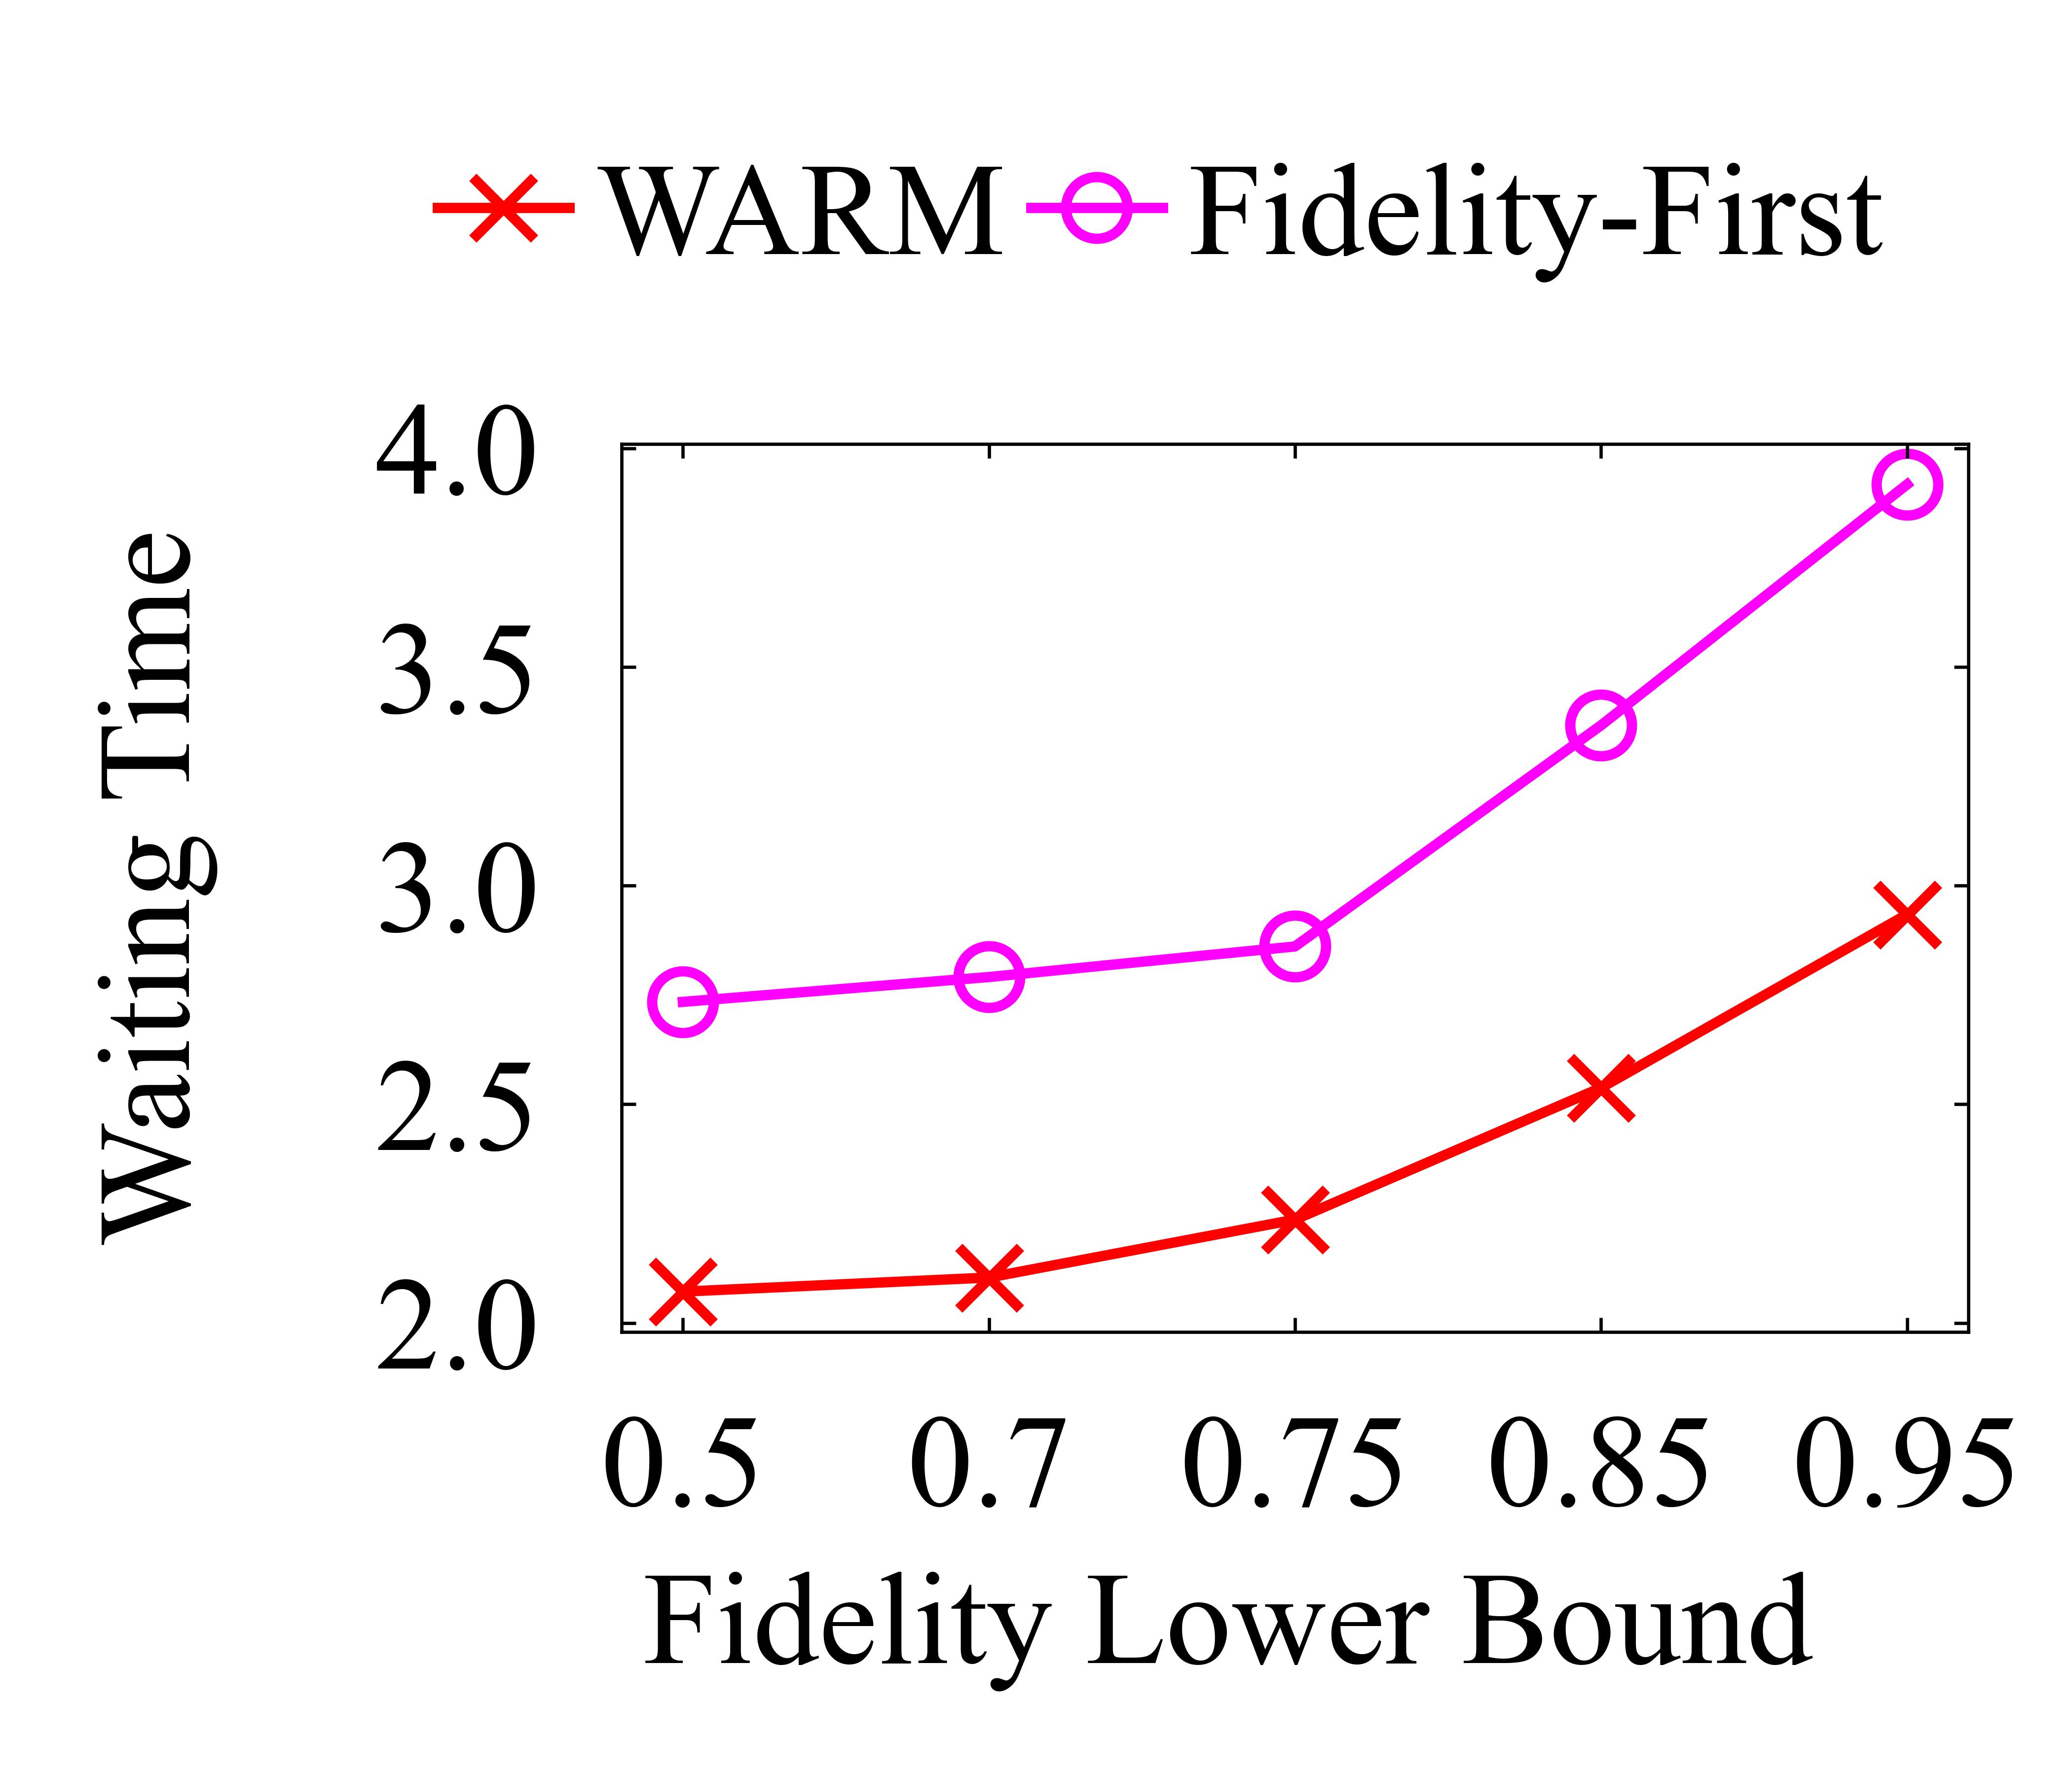 WARM Fidelity-First
4.0
3.5
3.0
2.5
2.0
Waiting Time
0.5 0.7 0.75 0.85 0.95
Fidelity Lower Bound